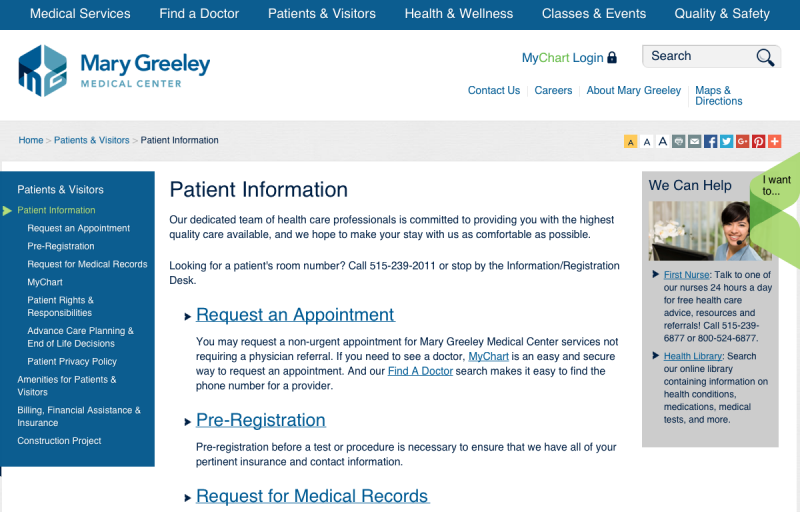 Medical Services Find a Doctor Patients & Visitors Health & Wellness Classes & Events Quality & Safety
Mary Greeley
MEDICAL CENTER
MyChart Login
Search
Contact Us Careers About Mary Greeley Maps &
Directions
Home > Patients & Visitors > Patient Information
A A A
Patients & Visitors
Patient Information
Request an Appointment
Pre-Registration
Request for Medical Records
MyChart
Patient Rights &
Responsibilities
Advance Care Planning &
End of Life Decisions
Patient Privacy Policy
Amenities for Patients &
Visitors
Billing, Financial Assistance &
Insurance
Construction Project
Patient Information
Our dedicated team of health care professionals is committed to providing you with the highest
quality care available, and we hope to make your stay with us as comfortable as possible.
Looking for a patient's room number? Call 515-239-2011 or stop by the Information/Registration
Desk.
Request an Appointment
You may request a non-urgent appointment for Mary Greeley Medical Center services not
requiring a physician referral. If you need to see a doctor, MyChart is an easy and secure
way to request an appointment. And our Find A Doctor search makes it easy to find the
phone number for a provider.
Pre-Registration
Pre-registration before a test or procedure is necessary to ensure that we have all of your
pertinent insurance and contact information.
Request for Medical Records
We Can Help
I want
to...
First Nurse: Talk to one of
our nurses 24 hours a day
for free health care
advice, resources and
referrals! Call 515-239-
6877 or 800-524-6877.
Health Library: Search
our online library
containing information on
health conditions,
medications, medical
tests, and more.